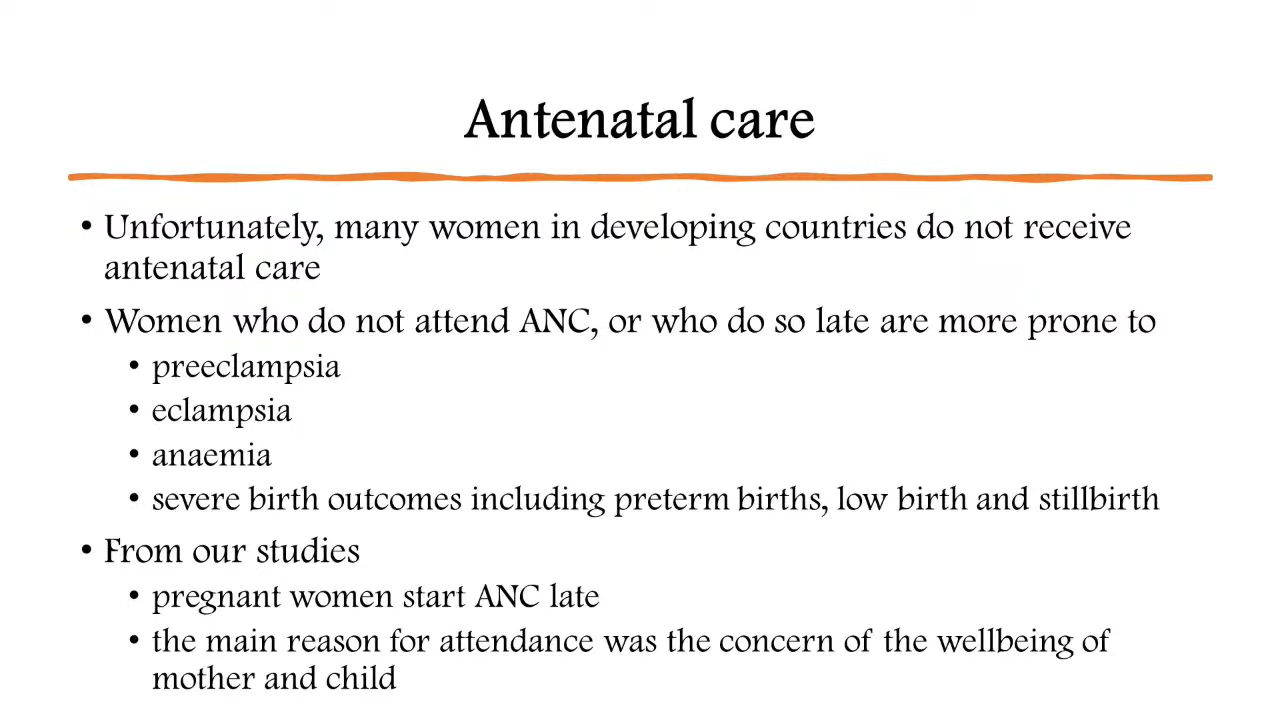 Antenatal care
• Unfortunately, many women in developing countries do not receive
antenatal care
• Women who do not attend ANC, or who do so late are more prone to
• preeclampsia
• eclampsia
• anaemia
• severe birth outcomes including preterm births, low birth and stillbirth
• From our studies
• pregnant women start ANC late
• the main reason for attendance was the concern of the wellbeing of
mother and child